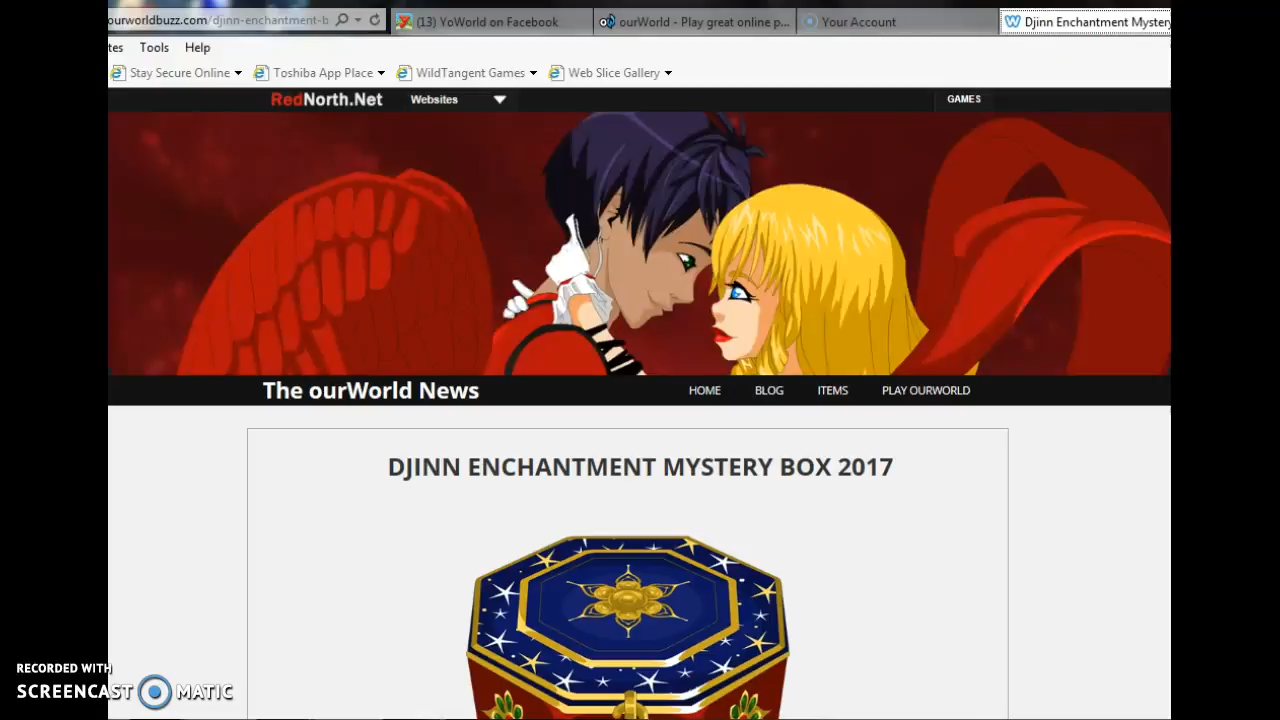 ourworldbuzz.com/djinn-enchantment-b
(13) YoWorld on Facebook
ourWorld - Play great online p...
Your Account
Djinn Enchantment Mystery
tes Tools Help
Stay Secure Online
Toshiba App Place
WildTangent Games
Web Slice Gallery
RedNorth.Net
Websites
GAMES
The ourWorld News
HOME
BLOG
ITEMS
PLAY OURWORLD
DJINN ENCHANTMENT MYSTERY BOX 2017
RECORDED WITH
SCREENCAST MATIC